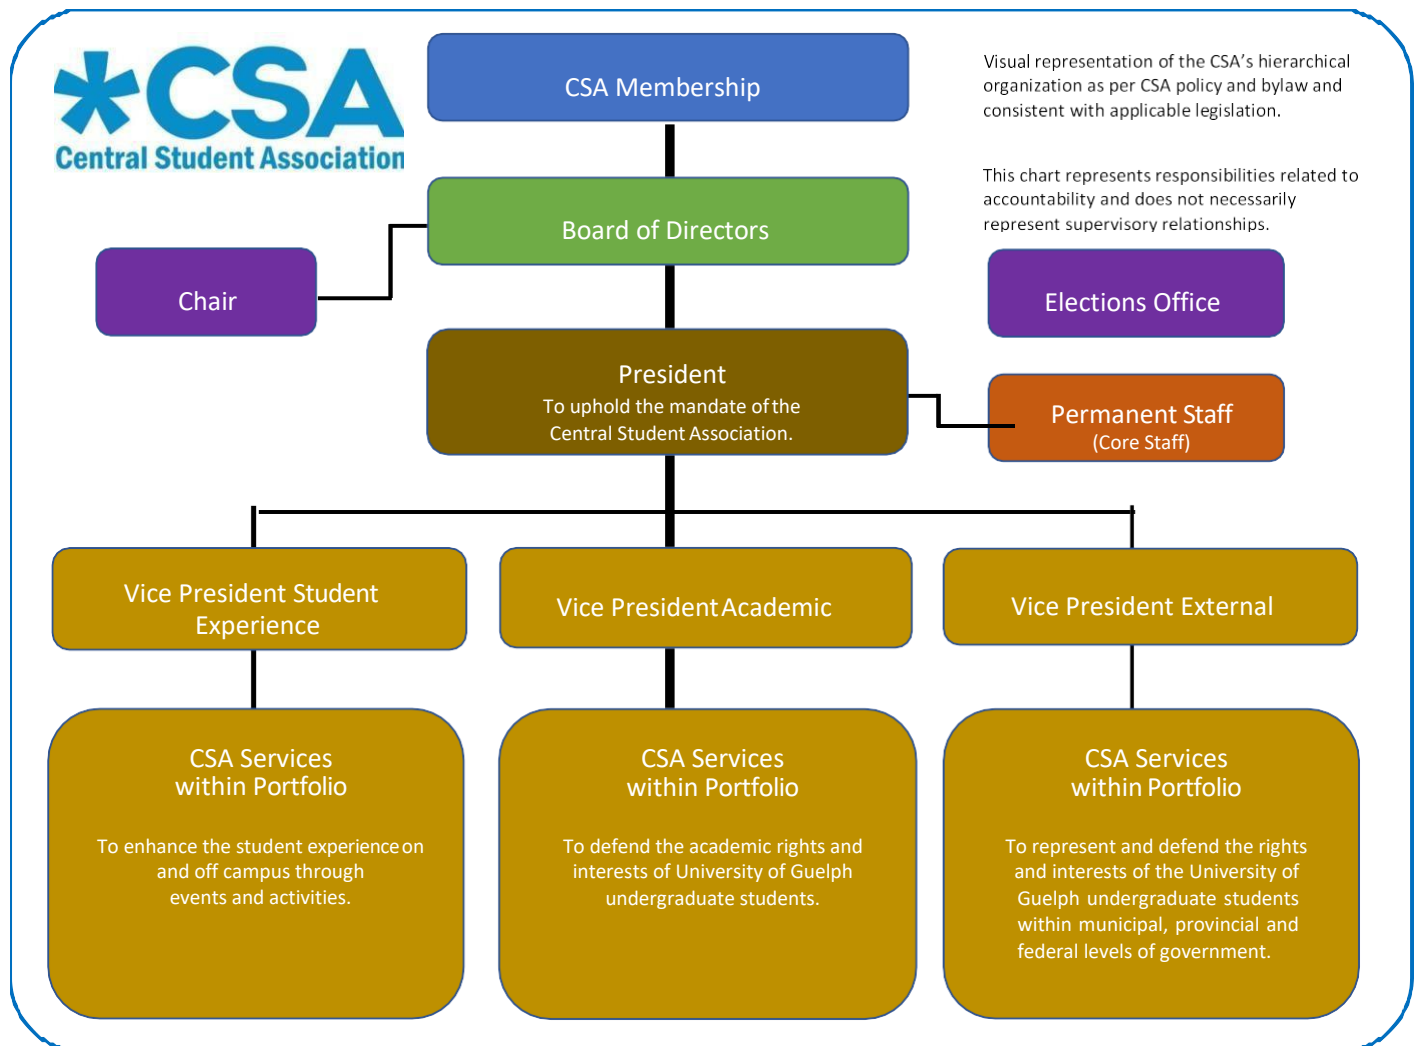 *CSA
Central Student Association
CSA Membership
Visual representation of the CSA's hierarchical
organization as per CSA policy and bylaw and
consistent with applicable legislation.
This chart represents responsibilities related to
accountability and does not necessarily
represent supervisory relationships.
Board of Directors
Chair
Elections Office
President
To uphold the mandate of the
Central Student Association.
Permanent Staff
(Core Staff)
Vice President Student
Experience
Vice President Academic
Vice President External
CSA Services
within Portfolio
To enhance the student experience on
and off campus through
events and activities.
CSA Services
within Portfolio
To defend the academic rights and
interests of University of Guelph
undergraduate students.
CSA Services
within Portfolio
To represent and defend the rights
and interests of the University of
Guelph undergraduate students
within municipal, provincial and
federal levels of government.